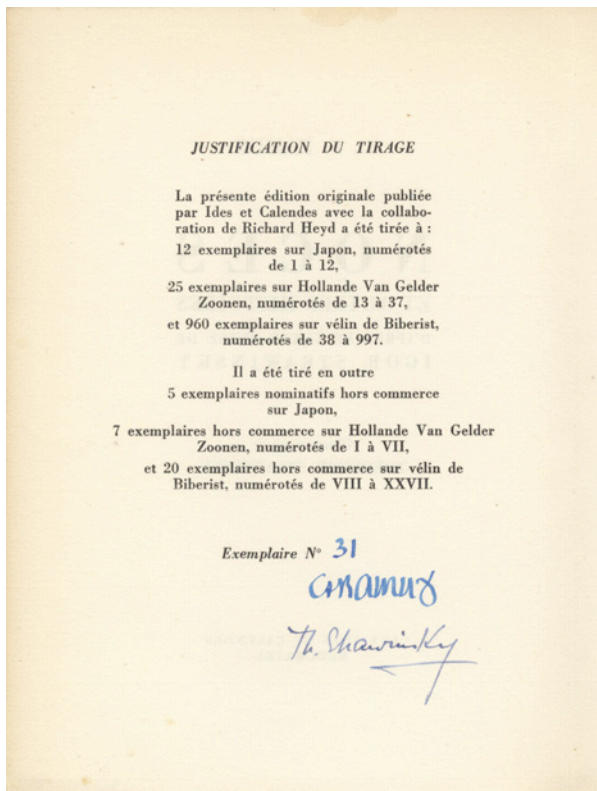 JUSTIFICATION DU TIRAGE
La présente édition originale publiée
par Ides et Calendes avec la collabo-
ration de Richard Heyd a été tirée à :
12 exemplaires sur Japon, numérotés
de 1 à 12,
25 exemplaires sur Hollande Van Gelder
Zoonen, numérotés de 13 à 37,
et 960 exemplaires sur vélin de Biberist,
numérotés de 38 à 997.
Il a été tiré en outre
5 exemplaires nominatifs hors commerce
sur Japon,
7 exemplaires hors commerce sur Hollande Van Gelder
Zoonen, numérotés de I à VII,
et 20 exemplaires hors commerce sur vélin de
Biberist, numérotés de VIII à XXVII.
Exemplaire N° 31
CFRamuz
Th. Strawinsky